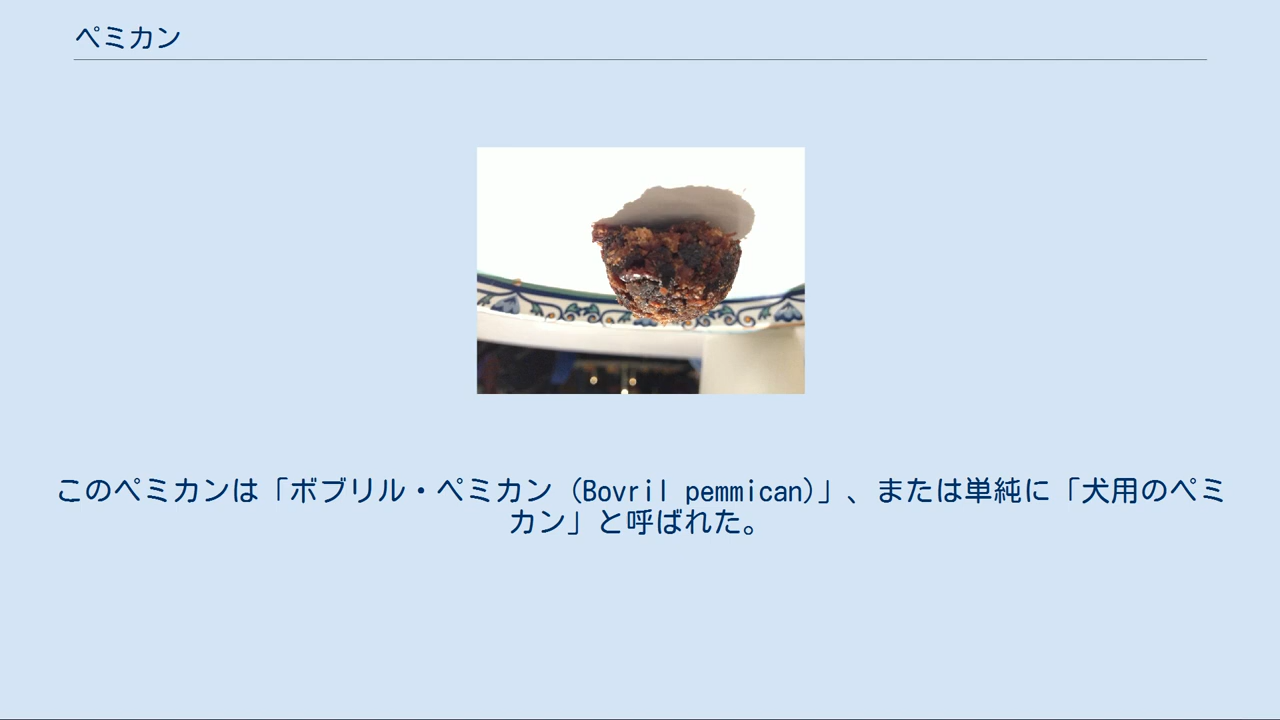 ペミカン
このペミカンは「ボブリル・ペミカン (Bovril pemmican)」、または単純に「犬用のペミ
カン」と呼ばれた。